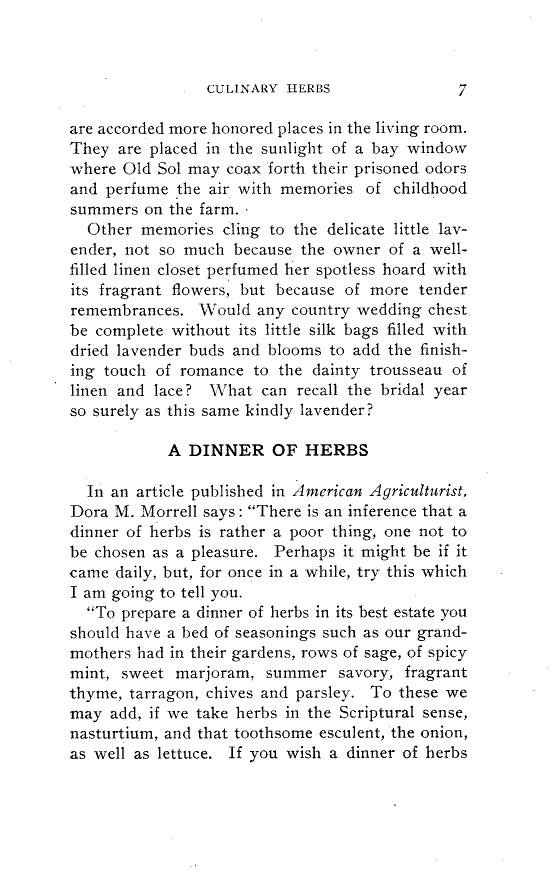 CULINARY HERBS 7
are accorded more honored places in the living room.
They are placed in the sunlight of a bay window
where Old Sol may coax forth their prisoned odors
and perfume the air with memories of childhood
summers on the farm.
Other memories cling to the delicate little lav-
ender, not so much because the owner of a well-
filled linen closet perfumed her spotless hoard with
its fragrant flowers, but because of more tender
remembrances. Would any country wedding chest
be complete without its little silk bags filled with
dried lavender buds and blooms to add the finish-
ing touch of romance to the dainty trousseau of
linen and lace? What can recall the bridal year
so surely as this same kindly lavender?
A DINNER OF HERBS
In an article published in American Agriculturist,
Dora M. Morrell says: "There is an inference that a
dinner of herbs is rather a poor thing, one not to
be chosen as a pleasure. Perhaps it might be if it
came daily, but, for once in a while, try this which
I am going to tell you.
"To prepare a dinner of herbs in its best estate you
should have a bed of seasonings such as our grand-
mothers had in their gardens, rows of sage, of spicy
mint, sweet marjoram, summer savory, fragrant
thyme, tarragon, chives and parsley. To these we
may add, if we take herbs in the Scriptural sense,
nasturtium, and that toothsome esculent, the onion,
as well as lettuce. If you wish a dinner of herbs